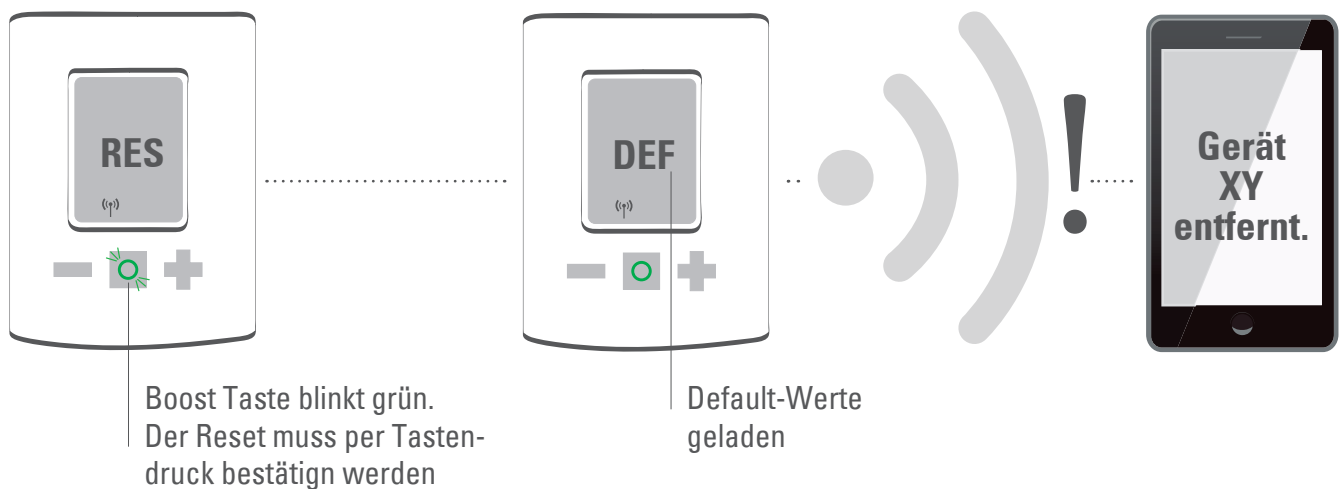 RES
DEF
Gerät
XY
entfernt.
Boost Taste blinkt grün.
Der Reset muss per Tasten-
druck bestätign werden
Default-Werte
geladen